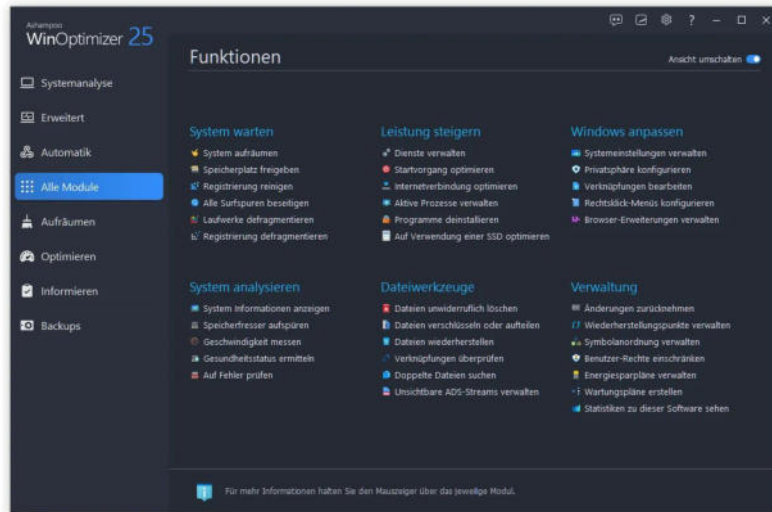 Ashampoo
WinOptimizer 25
Funktionen
Ansicht umschalten
Systemanalyse
Erweitert
Automatik
Alle Module
Aufräumen
Optimieren
Informieren
Backups
System warten
System aufräumen
Speicherplatz freigeben
Registrierung reinigen
Alle Surfspuren beseitigen
Laufwerke defragmentieren
Registrierung defragmentieren
Leistung steigern
Dienste verwalten
Startvorgang optimieren
Internetverbindung optimieren
Aktive Prozesse verwalten
Programme deinstallieren
Auf Verwendung einer SSD optimieren
Windows anpassen
Systemeinstellungen verwalten
Privatsphäre konfigurieren
Verknüpfungen bearbeiten
Rechtsklick-Menüs konfigurieren
Browser-Erweiterungen verwalten
System analysieren
System Informationen anzeigen
Speicherfresser aufspüren
Geschwindigkeit messen
Gesundheitsstatus ermitteln
Auf Fehler prüfen
Dateiwerkzeuge
Dateien unwiderruflich löschen
Dateien verschlüsseln oder aufteilen
Dateien wiederherstellen
Verknüpfungen überprüfen
Doppelte Dateien suchen
Unsichtbare ADS-Streams verwalten
Verwaltung
Änderungen zurücknehmen
Wiederherstellungspunkte verwalten
Symbolanordnung verwalten
Benutzer-Rechte einschränken
Energiesparpläne verwalten
Wartungspläne erstellen
Statistiken zu dieser Software sehen
Für mehr Informationen halten Sie den Mauszeiger über das jeweilige Modul.